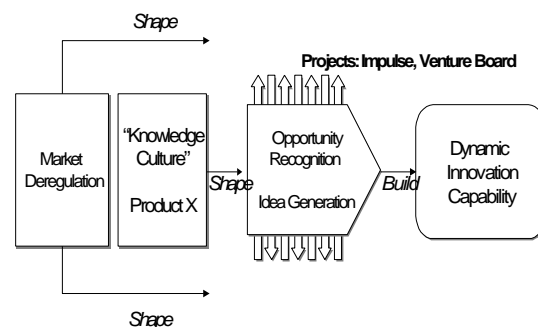 Shape
Projects: Impulse, Venture Board
Market
Deregulation
“Knowledge
Culture”
Product X
Shape
Opportunity
Recognition
Idea Generation
Build
Dynamic
Innovation
Capability
Shape